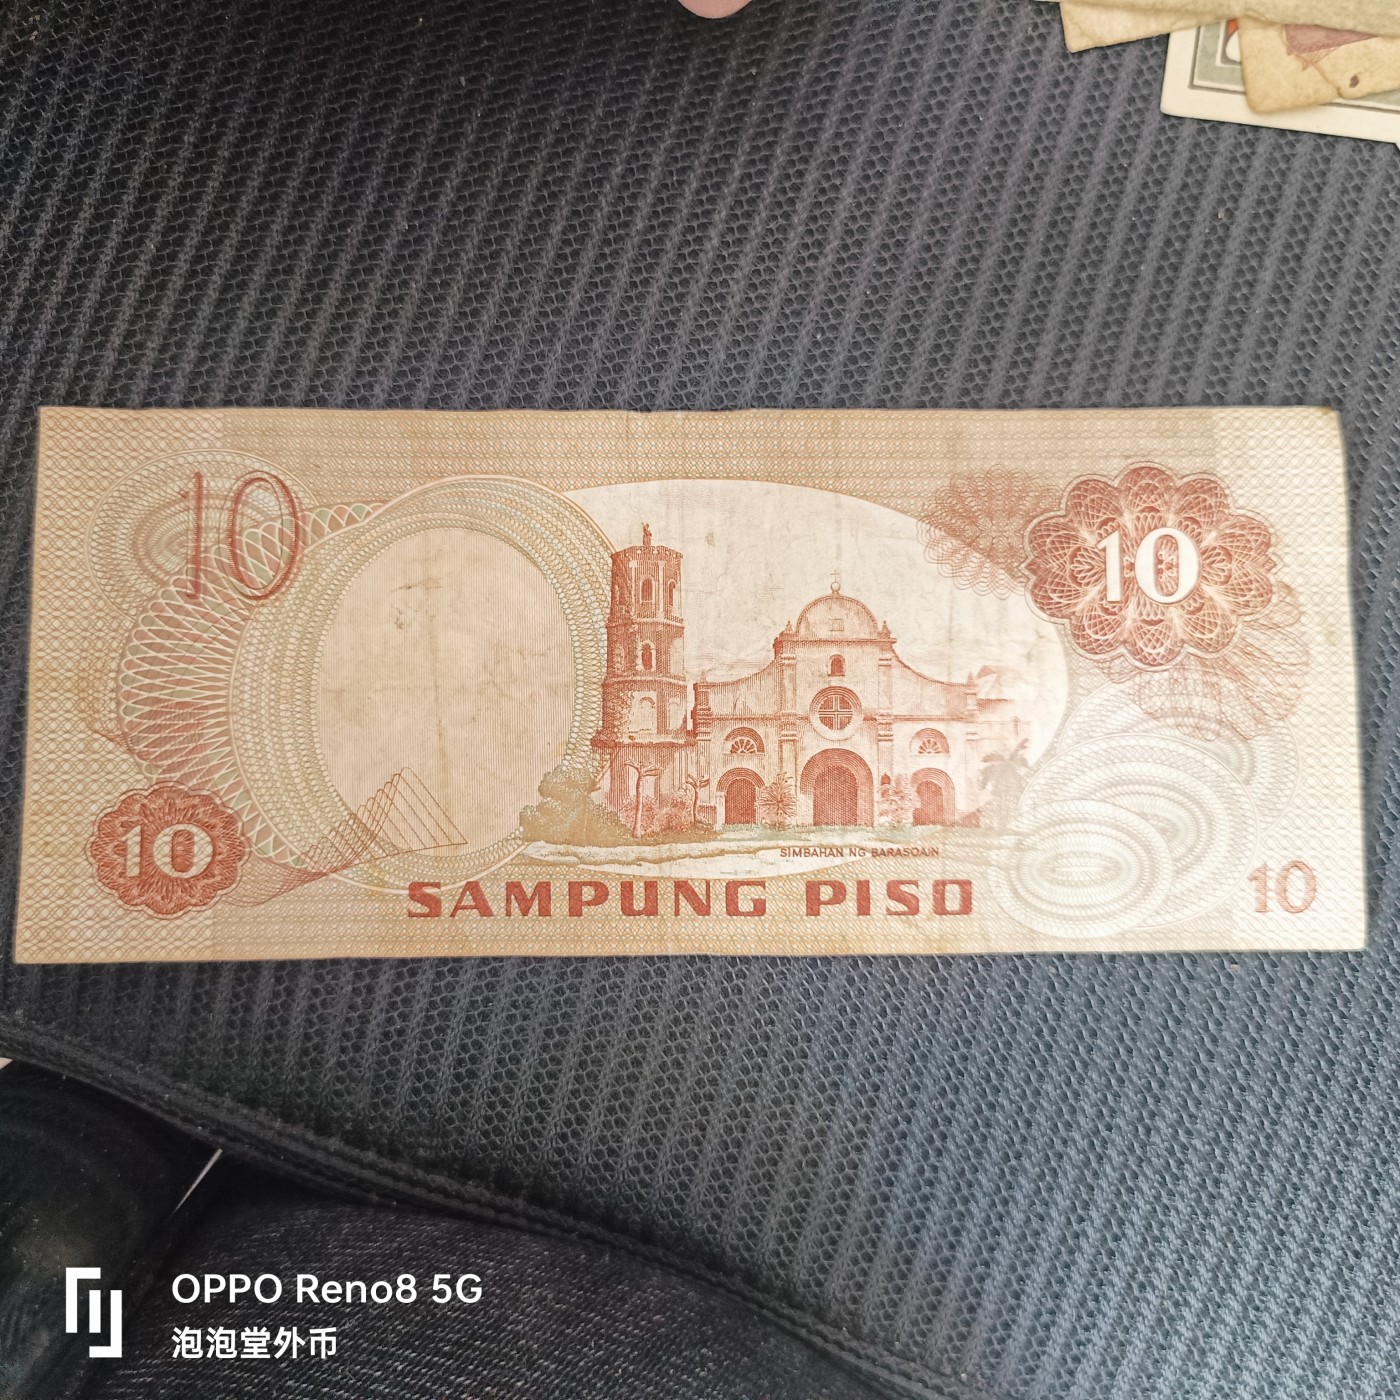 10
10
SIMBAHAN NG BARASOAIN
10
SAMPUNG PISO
10
OPPO Reno8 5G
泡泡堂外币